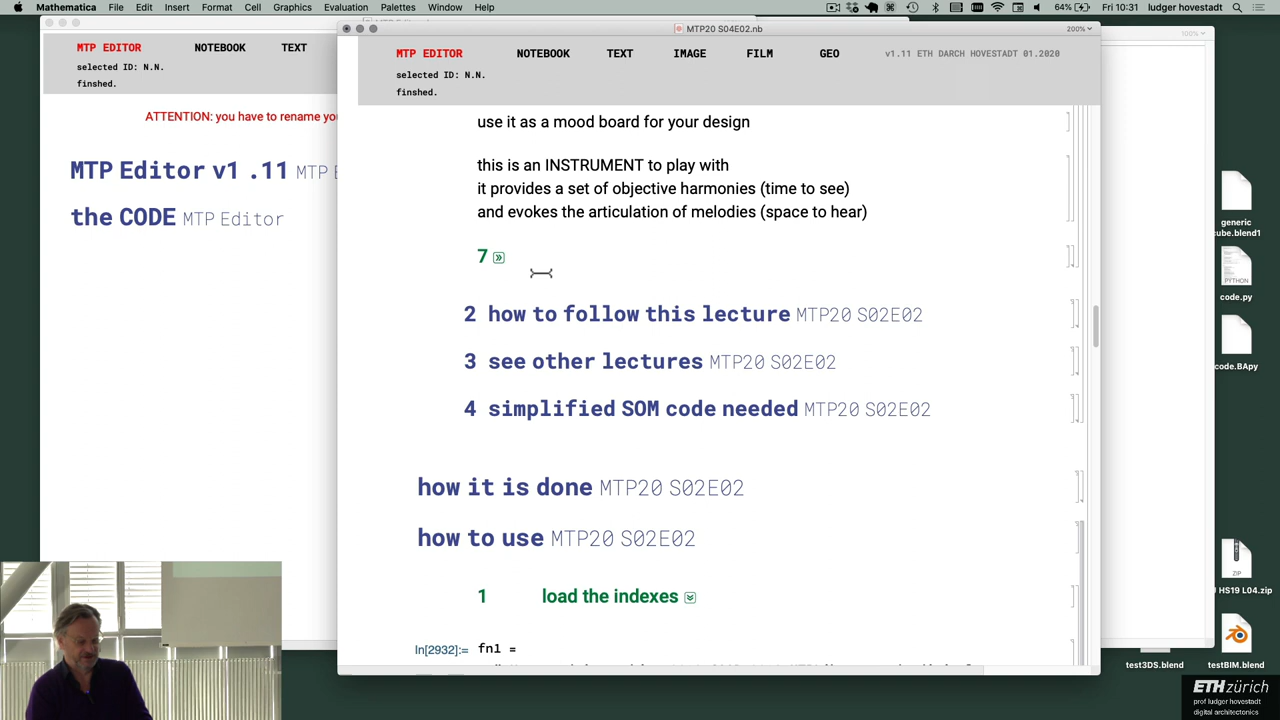 Mathematica File Edit Insert Format Cell Graphics Evaluation Palettes Window Help 64% Fri 10:31 ludger hovestadt
MTP20 S04E02.nb 200%
100%
MTP EDITOR NOTEBOOK TEXT
selected ID: N.N.
finshed.
ATTENTION: you have to rename
MTP Editor v1 .11 MTP
the CODE MTP Editor
MTP EDITOR NOTEBOOK TEXT IMAGE FILM GEO v1.11 ETH DARCH HOVESTADT 01.2020
selected ID: N.N.
finshed.
use it as a mood board for your design
this is an INSTRUMENT to play with
it provides a set of objective harmonies (time to see)
and evokes the articulation of melodies (space to hear)
7
2 how to follow this lecture MTP20 S02E02
3 see other lectures MTP20 S02E02
4 simplified SOM code needed MTP20 S02E02
how it is done MTP20 S02E02
how to use MTP20 S02E02
1 load the indexes
In[2932]:= fn1 =
generic
cube.blend1
PYTHON
code.py
code.BApy
ZIP
HS19 L04.zip
test3DS.blend testBIM.blend
ETH zürich
prof ludger hovestadt
digital architectonics